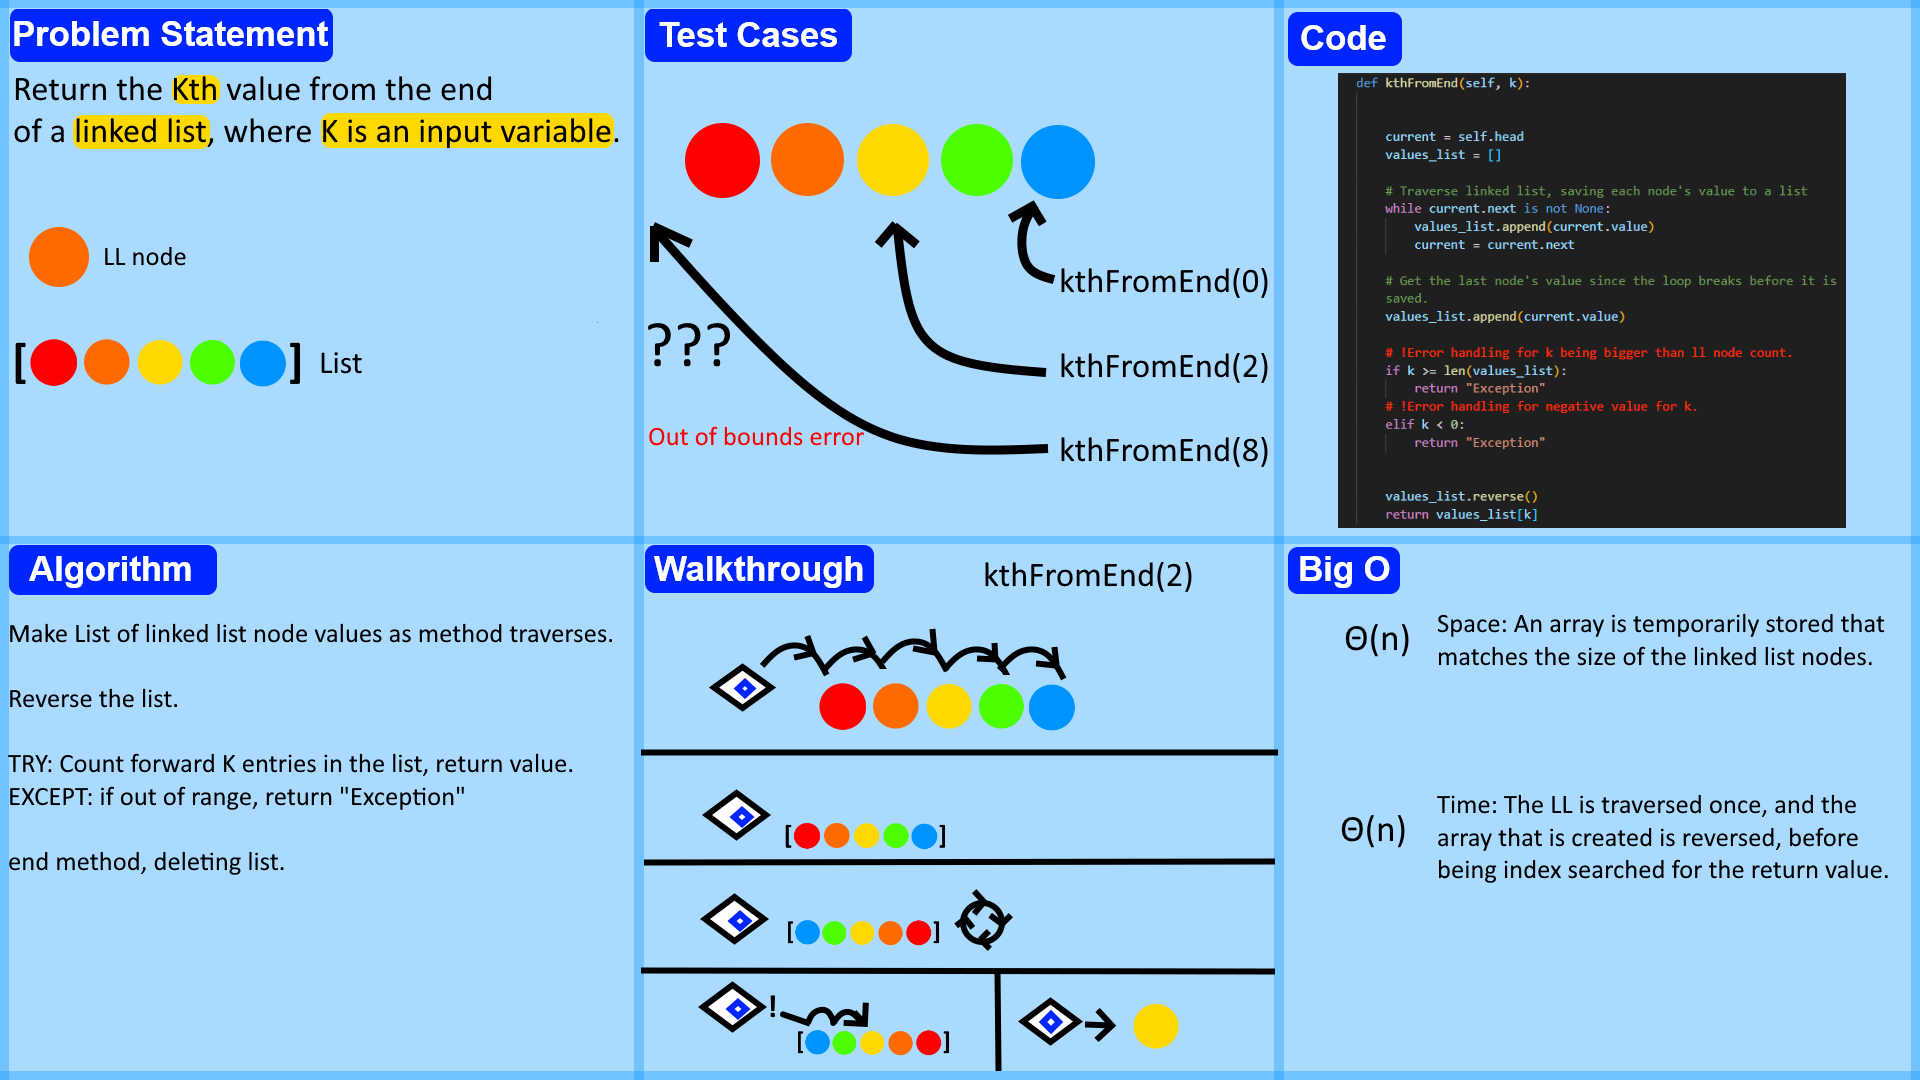 Problem Statement
Return the Kth value from the end
of a linked list, where K is an input variable.
LL node
[ ] List
Test Cases
kthFromEnd(0)
???
kthFromEnd(2)
Out of bounds error
kthFromEnd(8)
Code
def kthFromEnd(self, k):
current = self.head
values_list = []
# Traverse linked list, saving each node's value to a list
while current.next is not None:
values_list.append(current.value)
current = current.next
# Get the last node's value since the loop breaks before it is
saved.
values_list.append(current.value)
# !Error handling for k being bigger than ll node count.
if k >= len(values_list):
return "Exception"
# !Error handling for negative value for k.
elif k < 0:
return "Exception"
values_list.reverse()
return values_list[k]
Algorithm
Make List of linked list node values as method traverses.
Reverse the list.
TRY: Count forward K entries in the list, return value.
EXCEPT: if out of range, return "Exception"
end method, deleting list.
Walkthrough
kthFromEnd(2)
[ ]
[ ]
!
[ ]
Big O
Θ(n)
Space: An array is temporarily stored that
matches the size of the linked list nodes.
Θ(n)
Time: The LL is traversed once, and the
array that is created is reversed, before
being index searched for the return value.